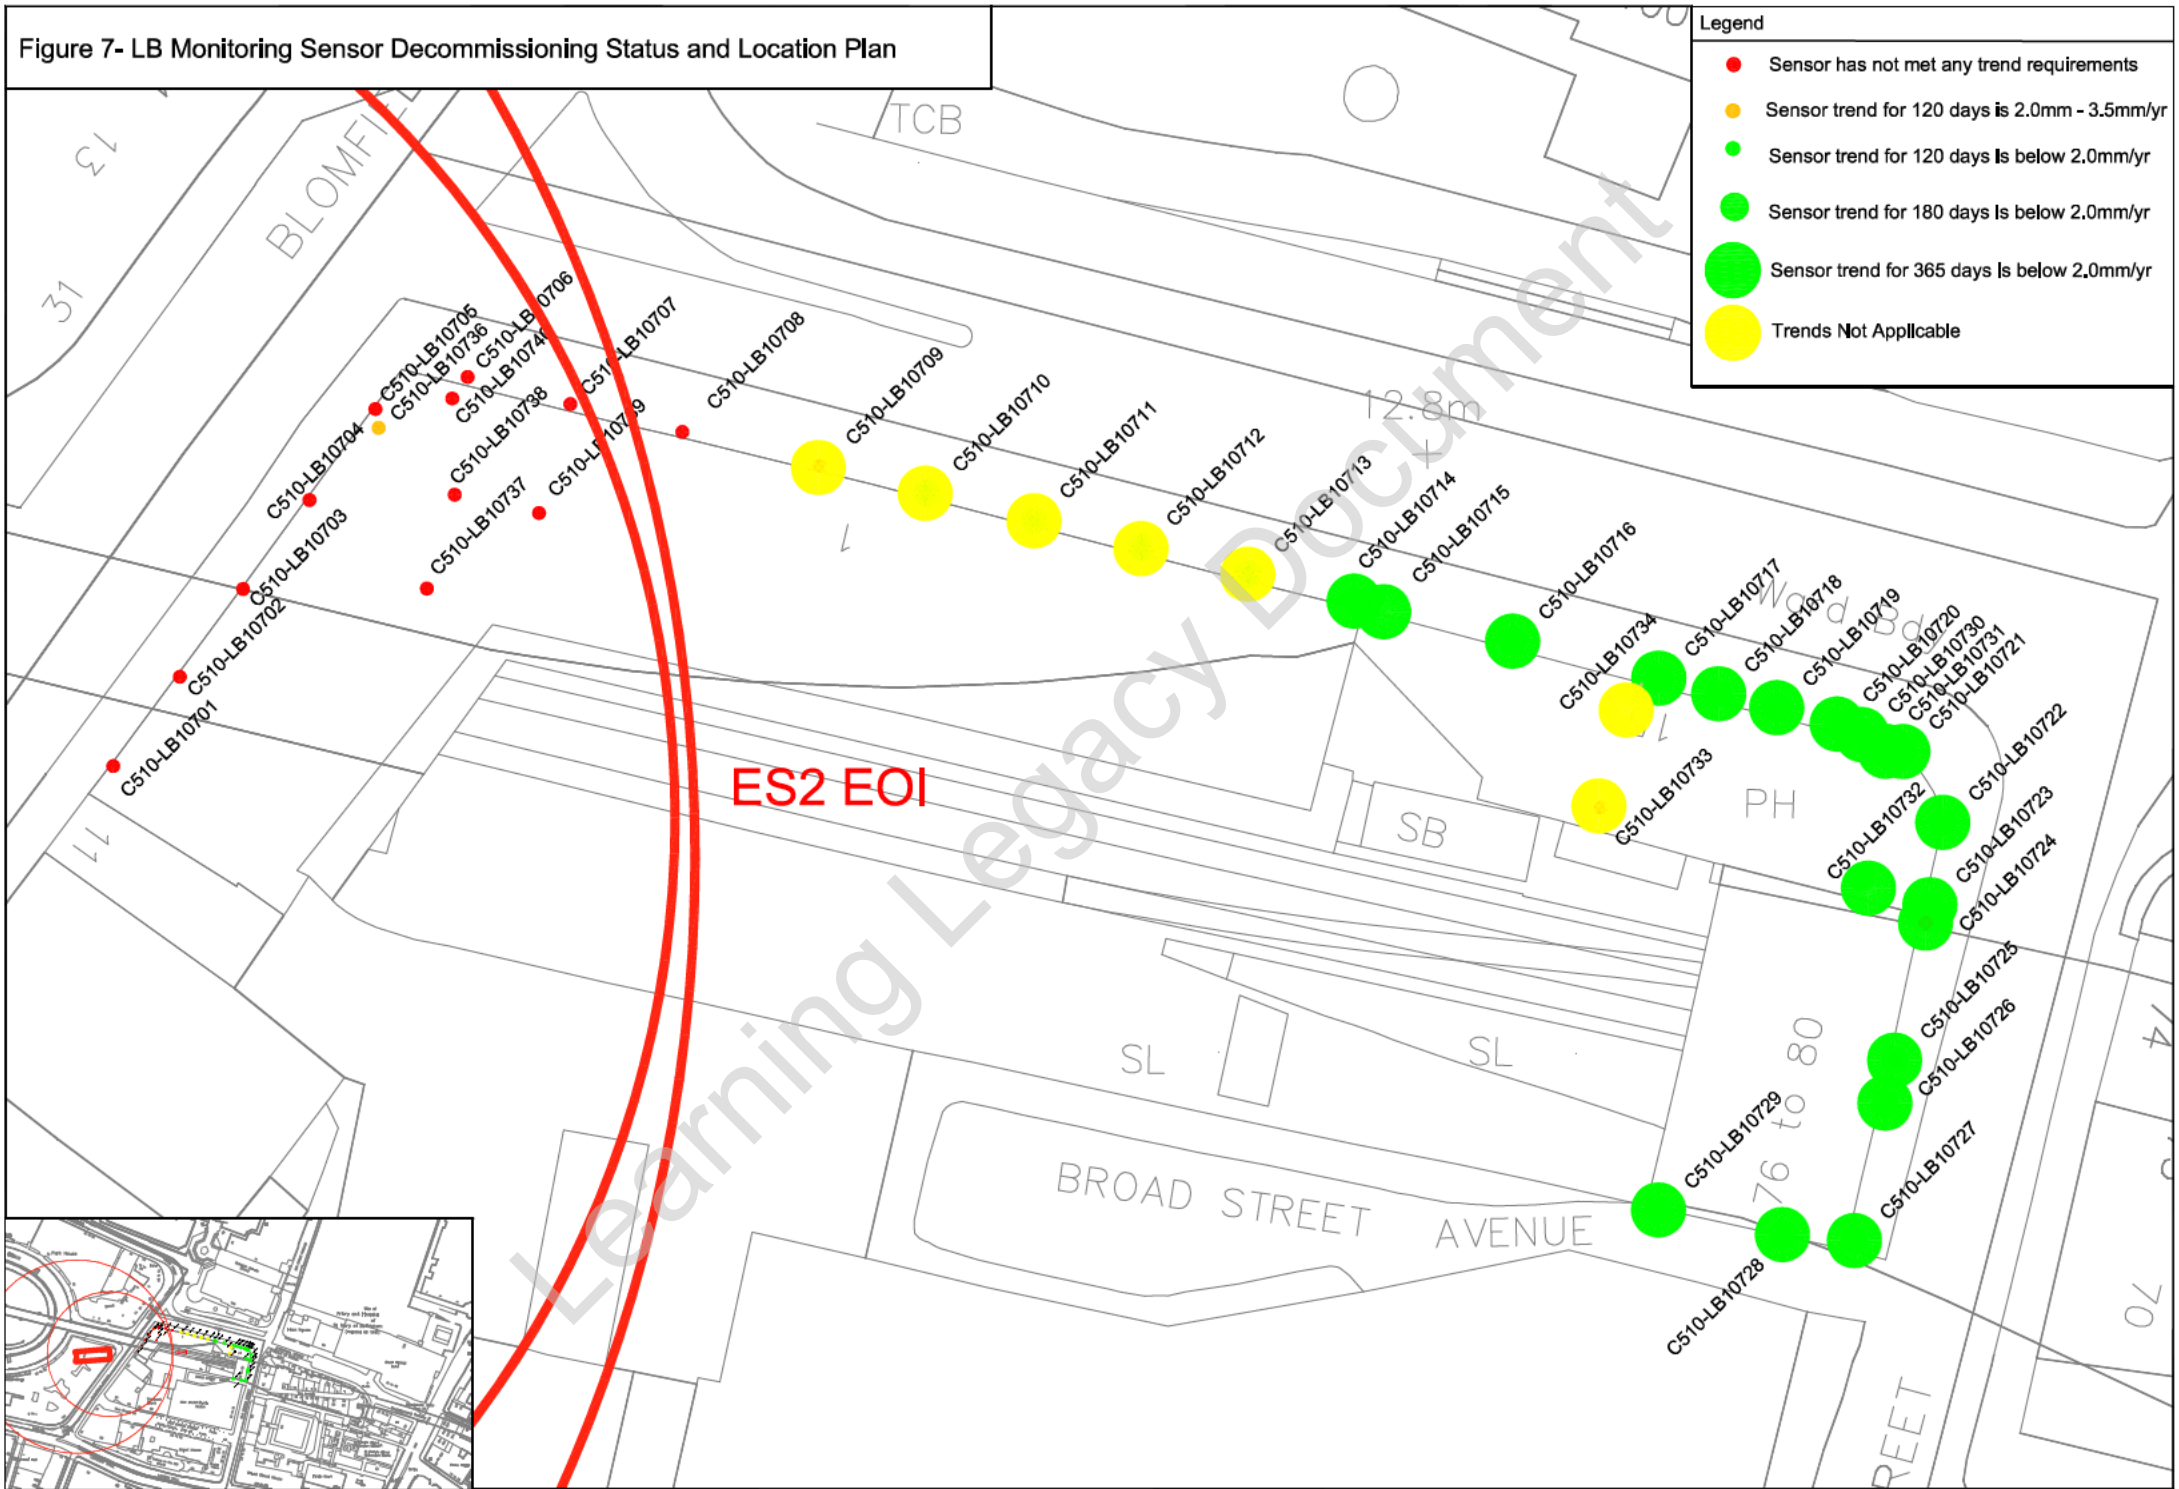 Figure 7- LB Monitoring Sensor Decommissioning Status and Location Plan
Legend
Sensor has not met any trend requirements
Sensor trend for 120 days is 2.0mm - 3.5mm/yr
Sensor trend for 120 days Is below 2.0mm/yr
Sensor trend for 180 days Is below 2.0mm/yr
Sensor trend for 365 days Is below 2.0mm/yr
Trends Not Applicable
TCB
13
BLOMFI
31
12.8m
C510-LB10705
C510-LB10736
C510-LB10706
C510-LB10738
C510-LB10707
C510-LB10708
C510-LB10709
C510-LB10710
C510-LB10711
C510-LB10712
C510-LB10713
C510-LB10714
C510-LB10715
C510-LB10716
C510-LB10717
C510-LB10718
C510-LB10719
C510-LB10720
C510-LB10730
C510-LB10731
C510-LB10721
C510-LB10722
C510-LB10704
C510-LB10703
C510-LB10702
C510-LB10701
C510-LB10737
C510-LB10734
C510-LB10733
C510-LB10732
C510-LB10723
C510-LB10724
C510-LB10725
C510-LB10726
C510-LB10727
C510-LB10728
C510-LB10729
1
11
ES2 EOI
PH
SB
SL
SL
76 to 80
74
70
BROAD STREET AVENUE
REET
Learning Legacy Document